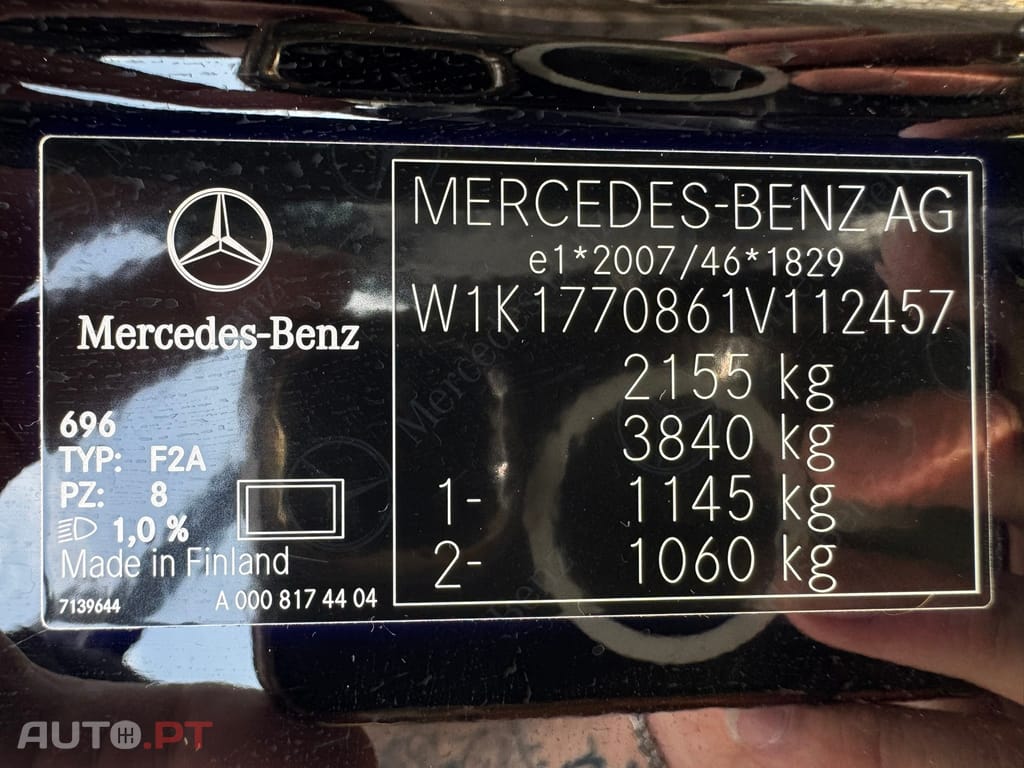 Mercedes-Benz
696
TYP: F2A
PZ: 8
1,0 %
Made in Finland
7139644 A 000 817 44 04
MERCEDES-BENZ AG
e1*2007/46*1829
W1K1770861V112457
2155 kg
3840 kg
1- 1145 kg
2- 1060 kg
AUTO.PT